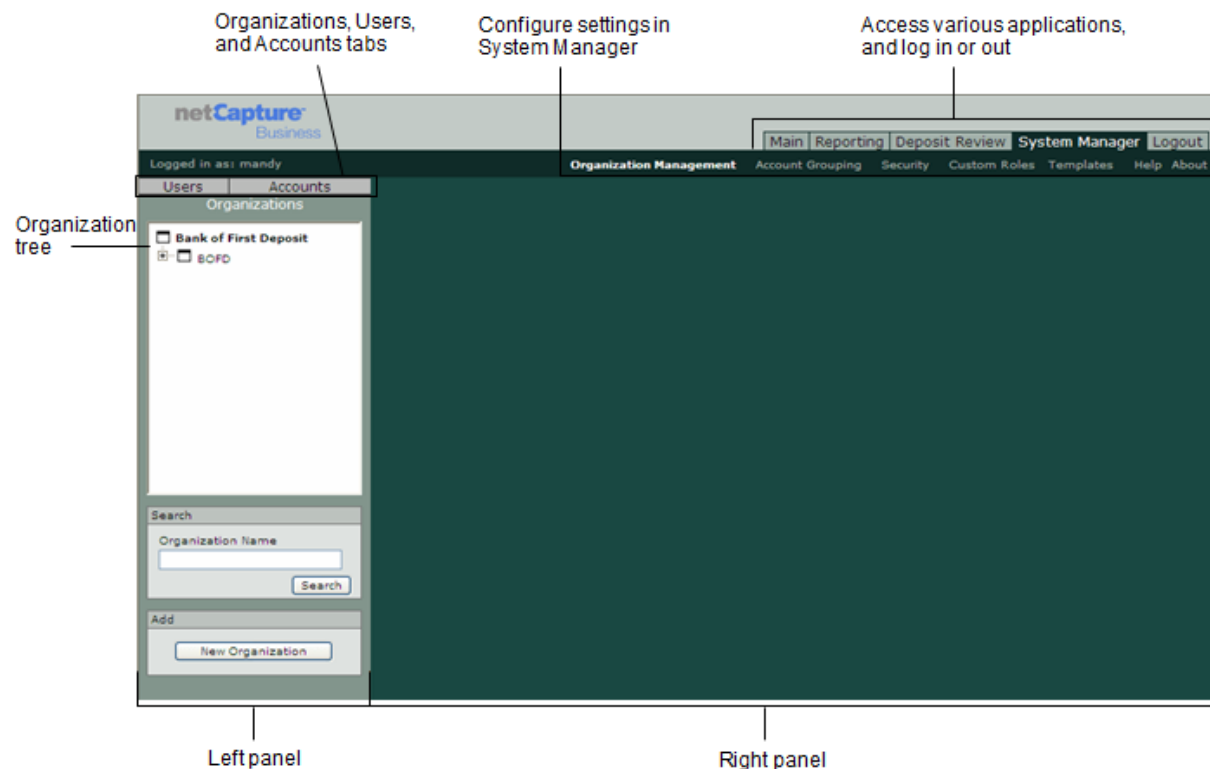 Organizations, Users,
and Accounts tabs
Configure settings in
System Manager
Access various applications,
and log in or out
netCapture
Business
Main Reporting Deposit Review System Manager Logout
Logged in as: mandy
Organization Management Account Grouping Security Custom Roles Templates Help About
Users Accounts
Organizations
Organization
tree
Bank of First Deposit
BOFD
Search
Organization Name
Search
Add
New Organization
Left panel
Right panel